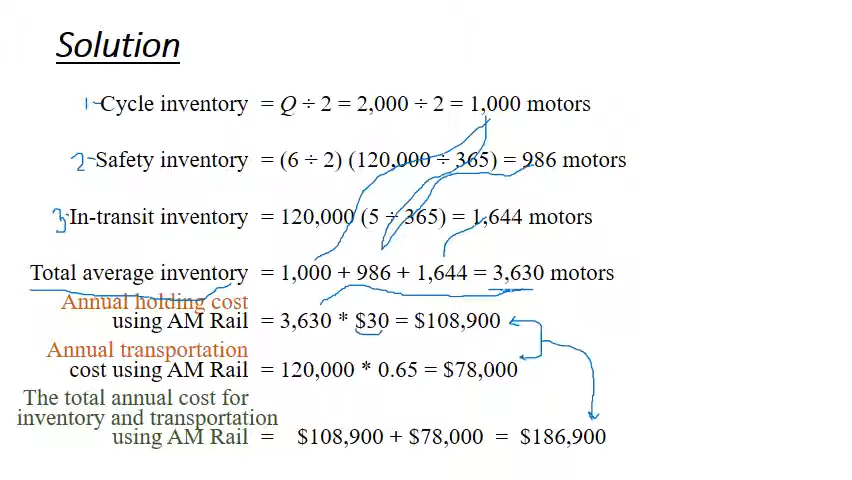 Solution
1-Cycle inventory = Q ÷ 2 = 2,000 ÷ 2 = 1,000 motors
2-Safety inventory = (6 ÷ 2) (120,000 ÷ 365) = 986 motors
3-In-transit inventory = 120,000 (5 ÷ 365) = 1,644 motors
Total average inventory = 1,000 + 986 + 1,644 = 3,630 motors
Annual holding cost
using AM Rail = 3,630 * $30 = $108,900
Annual transportation
cost using AM Rail = 120,000 * 0.65 = $78,000
The total annual cost for
inventory and transportation
using AM Rail = $108,900 + $78,000 = $186,900